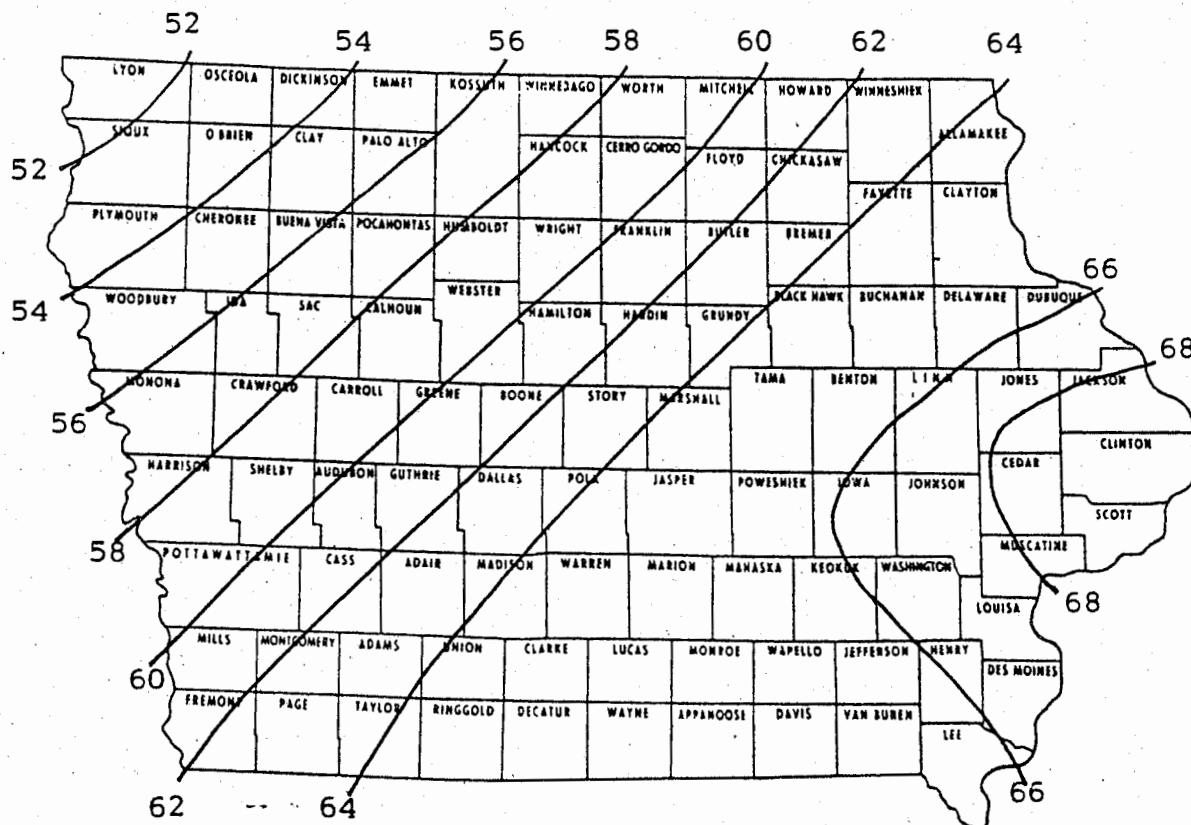 52 54 56 58 60 62 64
LYON OSCEOLA DICKINSON EMMET KOSSUTH WINNEBAGO WORTH MITCHELL HOWARD WINNESHIEK ALLAMAKEE
SIOUX O'BRIEN CLAY PALO ALTO HANCOCK CERRO GORDO FLOYD CHICKASAW
52
FAYETTE CLAYTON
PLYMOUTH CHEROKEE BUENA VISTA POCAHONTAS HUMBOLDT WRIGHT FRANKLIN BUTLER BREMER
66
54
WOODBURY IDA SAC CALHOUN WEBSTER HAMILTON HARDIN GRUNDY BLACK HAWK BUCHANAN DELAWARE DUBUQUE
68
56
MONONA CRAWFORD CARROLL GREENE BOONE STORY MARSHALL TAMA BENTON LINN JONES JACKSON
CLINTON
CEDAR
58
HARRISON SHELBY AUDUBON GUTHRIE DALLAS POLK JASPER POWESHIEK IOWA JOHNSON
SCOTT
MUSCATINE
POTTAWATTAMIE CASS ADAIR MADISON WARREN MARION MAHASKA KEOKUK WASHINGTON
68
LOUISA
60
MILLS MONTGOMERY ADAMS UNION CLARKE LUCAS MONROE WAPELLO JEFFERSON HENRY
DES MOINES
FREMONT PAGE TAYLOR RINGGOLD DECATUR WAYNE APPANOOSE DAVIS VAN BUREN
LEE
62 64 66